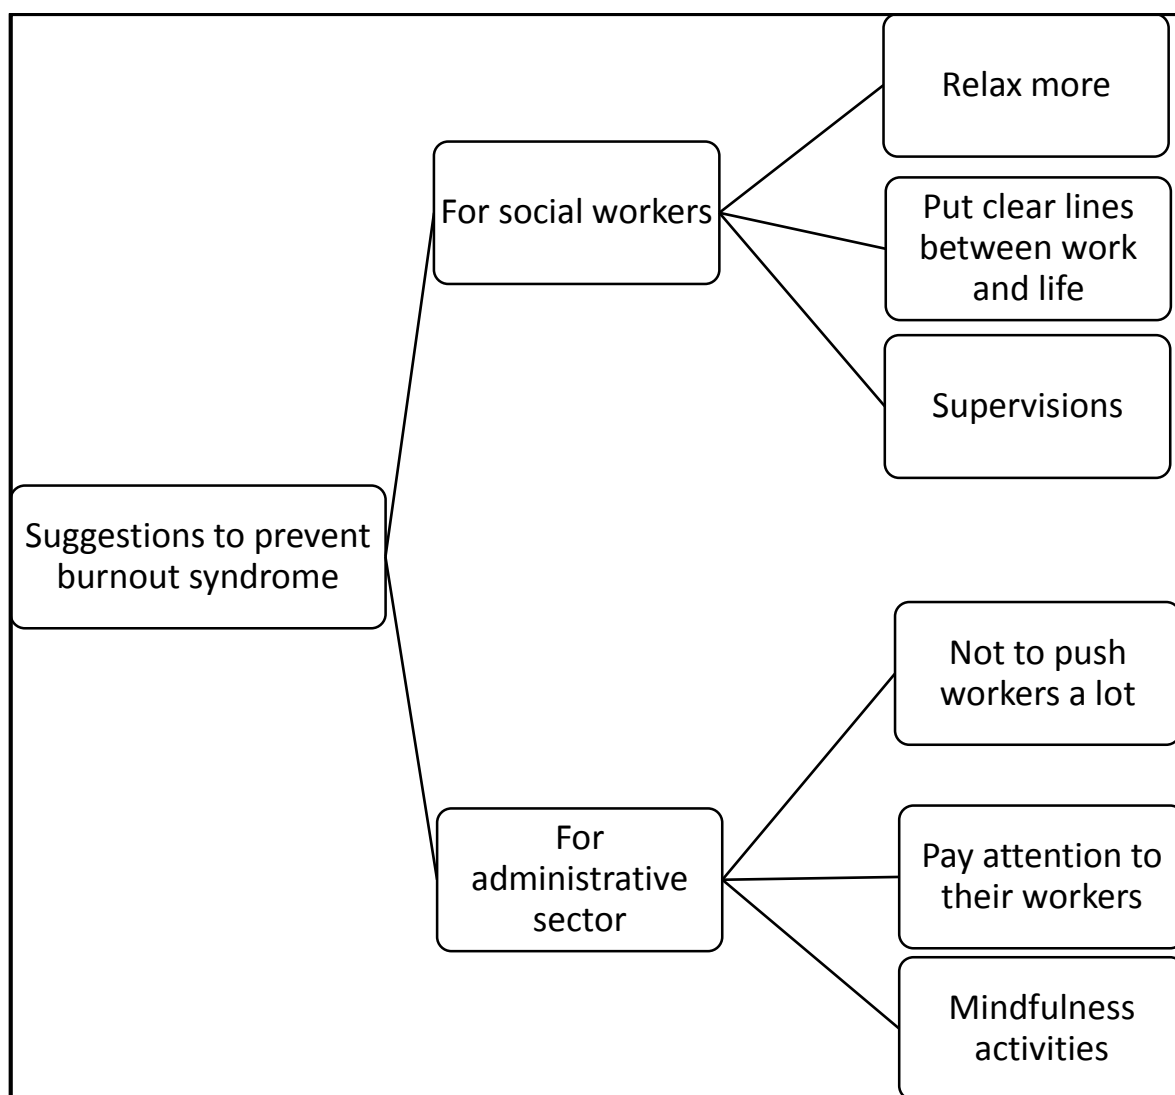 Suggestions to prevent
burnout syndrome
For social workers
Relax more
Put clear lines
between work
and life
Supervisions
For
administrative
sector
Not to push
workers a lot
Pay attention to
their workers
Mindfulness
activities